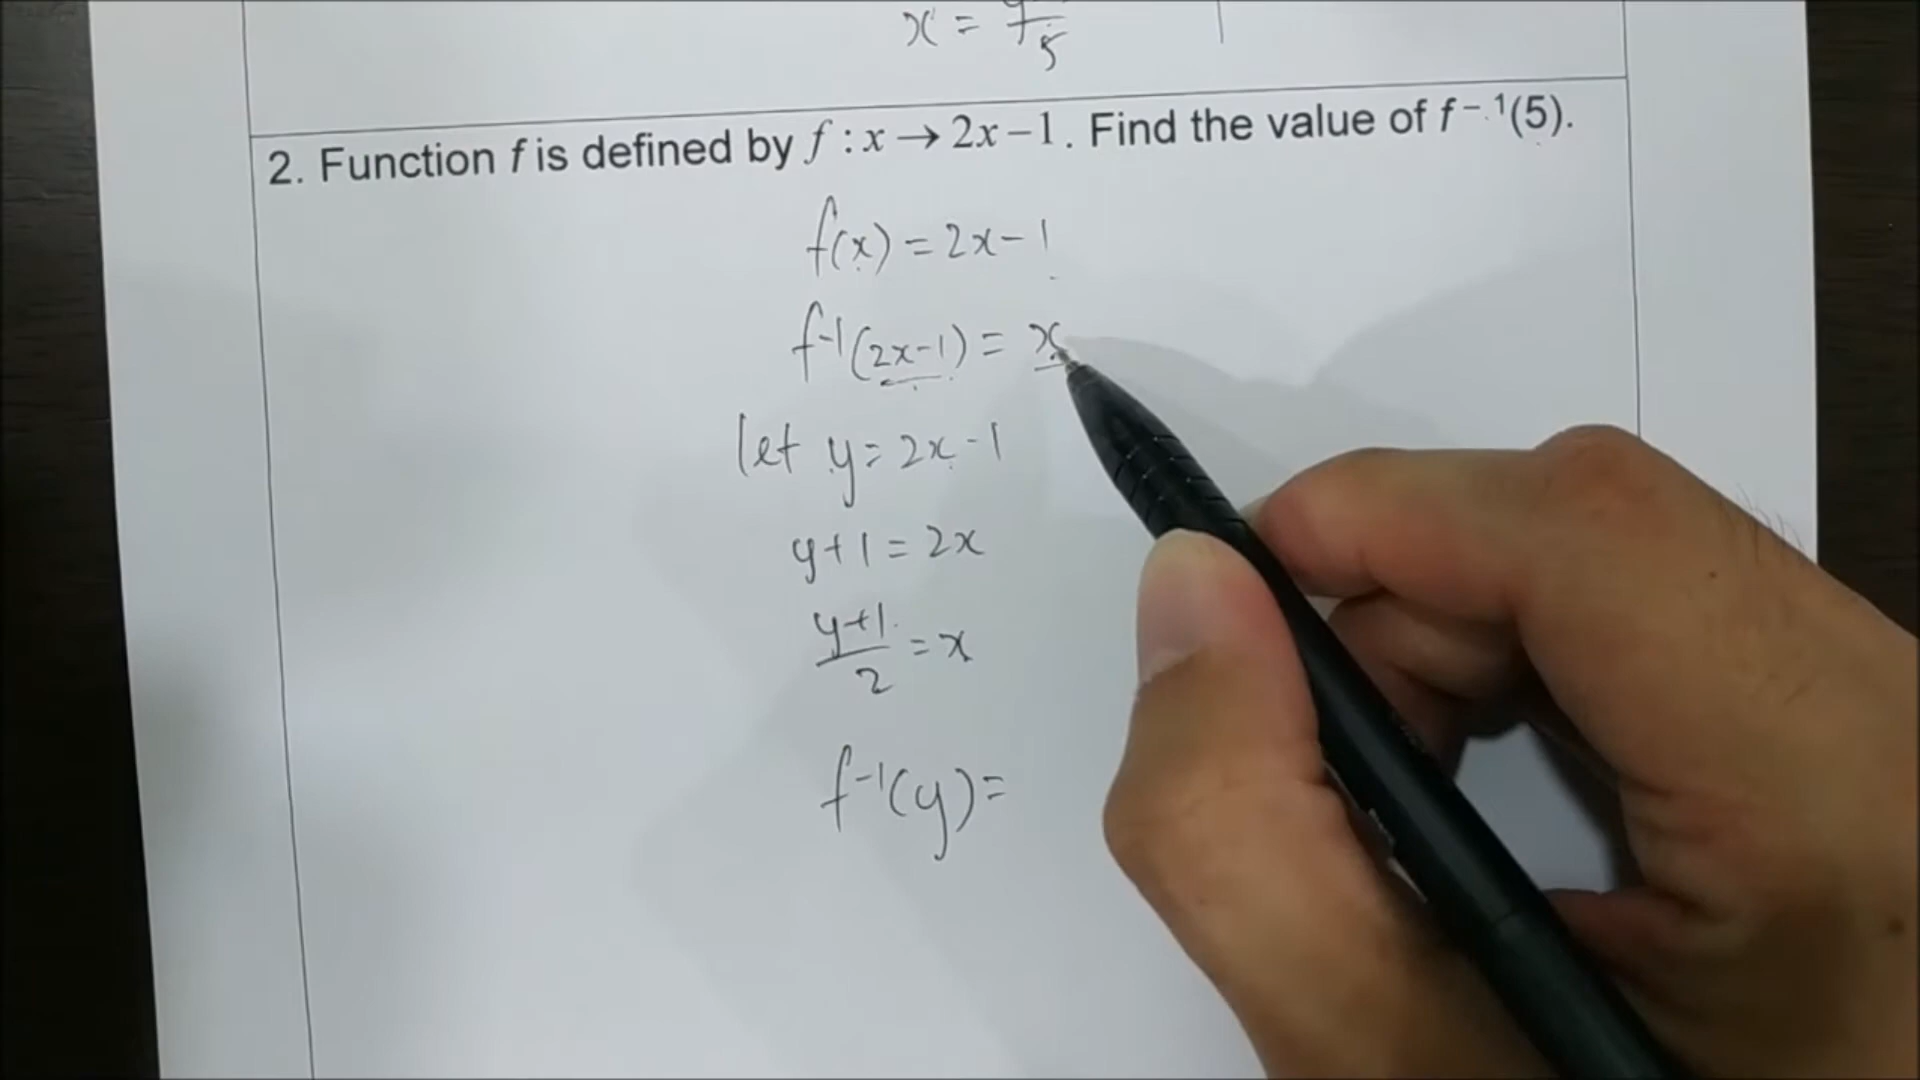 x = /5
2. Function f is defined by f : x → 2x – 1. Find the value of f⁻¹(5).
f(x) = 2x – 1
f⁻¹(2x–1) = x
let y = 2x – 1
y + 1 = 2x
y+1/2 = x
f⁻¹(y) =